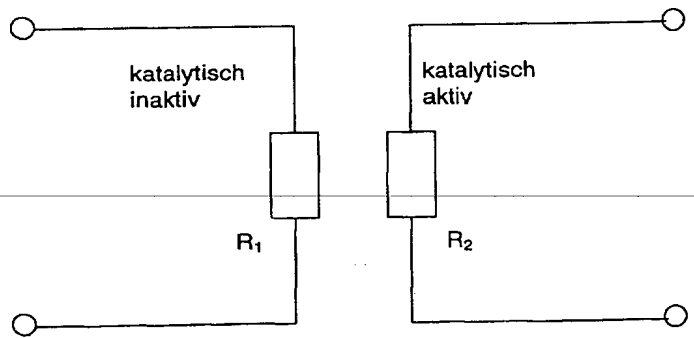 katalytisch
inaktiv
katalytisch
aktiv
R₁
R₂